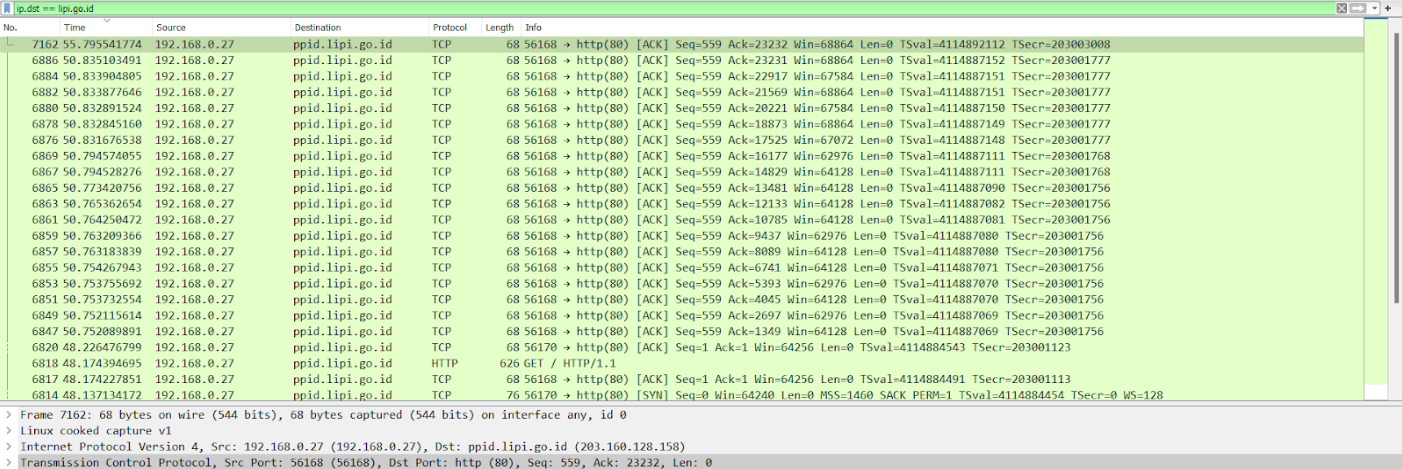 ip.dst == lipi.go.id
No. Time Source Destination Protocol Length Info
7162 55.795541774 192.168.0.27 ppid.lipi.go.id TCP 68 56168 → http(80) [ACK] Seq=559 Ack=23232 Win=68864 Len=0 TSval=4114892112 TSecr=203003008
6886 50.835103491 192.168.0.27 ppid.lipi.go.id TCP 68 56168 → http(80) [ACK] Seq=559 Ack=23231 Win=68864 Len=0 TSval=4114887152 TSecr=203001777
6884 50.833904805 192.168.0.27 ppid.lipi.go.id TCP 68 56168 → http(80) [ACK] Seq=559 Ack=22917 Win=67584 Len=0 TSval=4114887151 TSecr=203001777
6882 50.833877646 192.168.0.27 ppid.lipi.go.id TCP 68 56168 → http(80) [ACK] Seq=559 Ack=21569 Win=68864 Len=0 TSval=4114887151 TSecr=203001777
6880 50.832891524 192.168.0.27 ppid.lipi.go.id TCP 68 56168 → http(80) [ACK] Seq=559 Ack=20221 Win=67584 Len=0 TSval=4114887150 TSecr=203001777
6878 50.832845160 192.168.0.27 ppid.lipi.go.id TCP 68 56168 → http(80) [ACK] Seq=559 Ack=18873 Win=68864 Len=0 TSval=4114887149 TSecr=203001777
6876 50.831676538 192.168.0.27 ppid.lipi.go.id TCP 68 56168 → http(80) [ACK] Seq=559 Ack=17525 Win=67072 Len=0 TSval=4114887148 TSecr=203001777
6869 50.794574055 192.168.0.27 ppid.lipi.go.id TCP 68 56168 → http(80) [ACK] Seq=559 Ack=16177 Win=62976 Len=0 TSval=4114887111 TSecr=203001768
6867 50.794528276 192.168.0.27 ppid.lipi.go.id TCP 68 56168 → http(80) [ACK] Seq=559 Ack=14829 Win=64128 Len=0 TSval=4114887111 TSecr=203001768
6865 50.773420756 192.168.0.27 ppid.lipi.go.id TCP 68 56168 → http(80) [ACK] Seq=559 Ack=13481 Win=64128 Len=0 TSval=4114887090 TSecr=203001756
6863 50.765362654 192.168.0.27 ppid.lipi.go.id TCP 68 56168 → http(80) [ACK] Seq=559 Ack=12133 Win=64128 Len=0 TSval=4114887082 TSecr=203001756
6861 50.764250472 192.168.0.27 ppid.lipi.go.id TCP 68 56168 → http(80) [ACK] Seq=559 Ack=10785 Win=64128 Len=0 TSval=4114887081 TSecr=203001756
6859 50.763209366 192.168.0.27 ppid.lipi.go.id TCP 68 56168 → http(80) [ACK] Seq=559 Ack=9437 Win=62976 Len=0 TSval=4114887080 TSecr=203001756
6857 50.763183839 192.168.0.27 ppid.lipi.go.id TCP 68 56168 → http(80) [ACK] Seq=559 Ack=8089 Win=64128 Len=0 TSval=4114887080 TSecr=203001756
6855 50.754267943 192.168.0.27 ppid.lipi.go.id TCP 68 56168 → http(80) [ACK] Seq=559 Ack=6741 Win=64128 Len=0 TSval=4114887071 TSecr=203001756
6853 50.753755692 192.168.0.27 ppid.lipi.go.id TCP 68 56168 → http(80) [ACK] Seq=559 Ack=5393 Win=62976 Len=0 TSval=4114887070 TSecr=203001756
6851 50.753732554 192.168.0.27 ppid.lipi.go.id TCP 68 56168 → http(80) [ACK] Seq=559 Ack=4045 Win=64128 Len=0 TSval=4114887070 TSecr=203001756
6849 50.752115614 192.168.0.27 ppid.lipi.go.id TCP 68 56168 → http(80) [ACK] Seq=559 Ack=2697 Win=62976 Len=0 TSval=4114887069 TSecr=203001756
6847 50.752089891 192.168.0.27 ppid.lipi.go.id TCP 68 56168 → http(80) [ACK] Seq=559 Ack=1349 Win=64128 Len=0 TSval=4114887069 TSecr=203001756
6820 48.226476799 192.168.0.27 ppid.lipi.go.id TCP 68 56170 → http(80) [ACK] Seq=1 Ack=1 Win=64256 Len=0 TSval=4114884543 TSecr=203001123
6818 48.174394695 192.168.0.27 ppid.lipi.go.id HTTP 626 GET / HTTP/1.1
6817 48.174227851 192.168.0.27 ppid.lipi.go.id TCP 68 56168 → http(80) [ACK] Seq=1 Ack=1 Win=64256 Len=0 TSval=4114884491 TSecr=203001113
6814 48.137134172 192.168.0.27 ppid.lipi.go.id TCP 76 56170 → http(80) [SYN] Seq=0 Win=64240 Len=0 MSS=1460 SACK_PERM=1 TSval=4114884454 TSecr=0 WS=128
Frame 7162: 68 bytes on wire (544 bits), 68 bytes captured (544 bits) on interface any, id 0
Linux cooked capture v1
Internet Protocol Version 4, Src: 192.168.0.27 (192.168.0.27), Dst: ppid.lipi.go.id (203.160.128.158)
Transmission Control Protocol, Src Port: 56168 (56168), Dst Port: http (80), Seq: 559, Ack: 23232, Len: 0